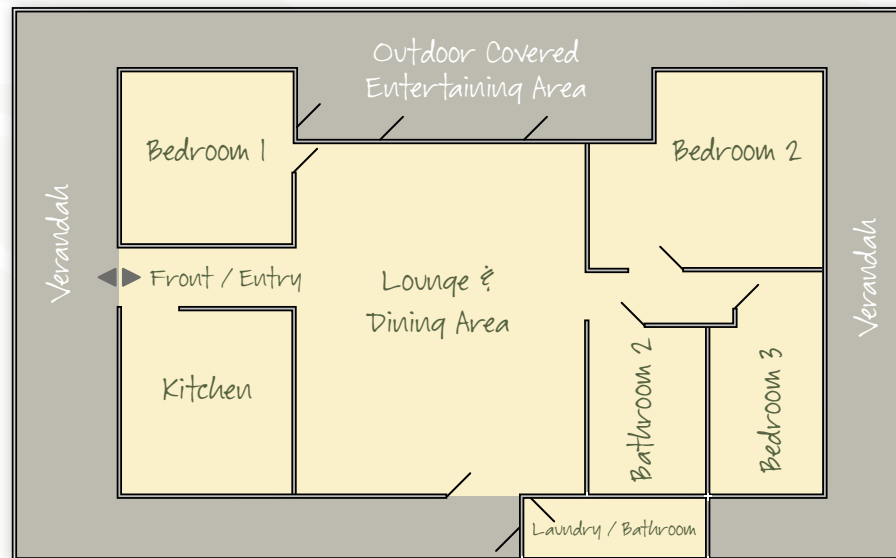 Outdoor Covered
Entertaining Area
Bedroom 1
Bedroom 2
Verandah
Verandah
Front / Entry
Lounge &
Dining Area
Kitchen
Bathroom 2
Bedroom 3
Laundry / Bathroom